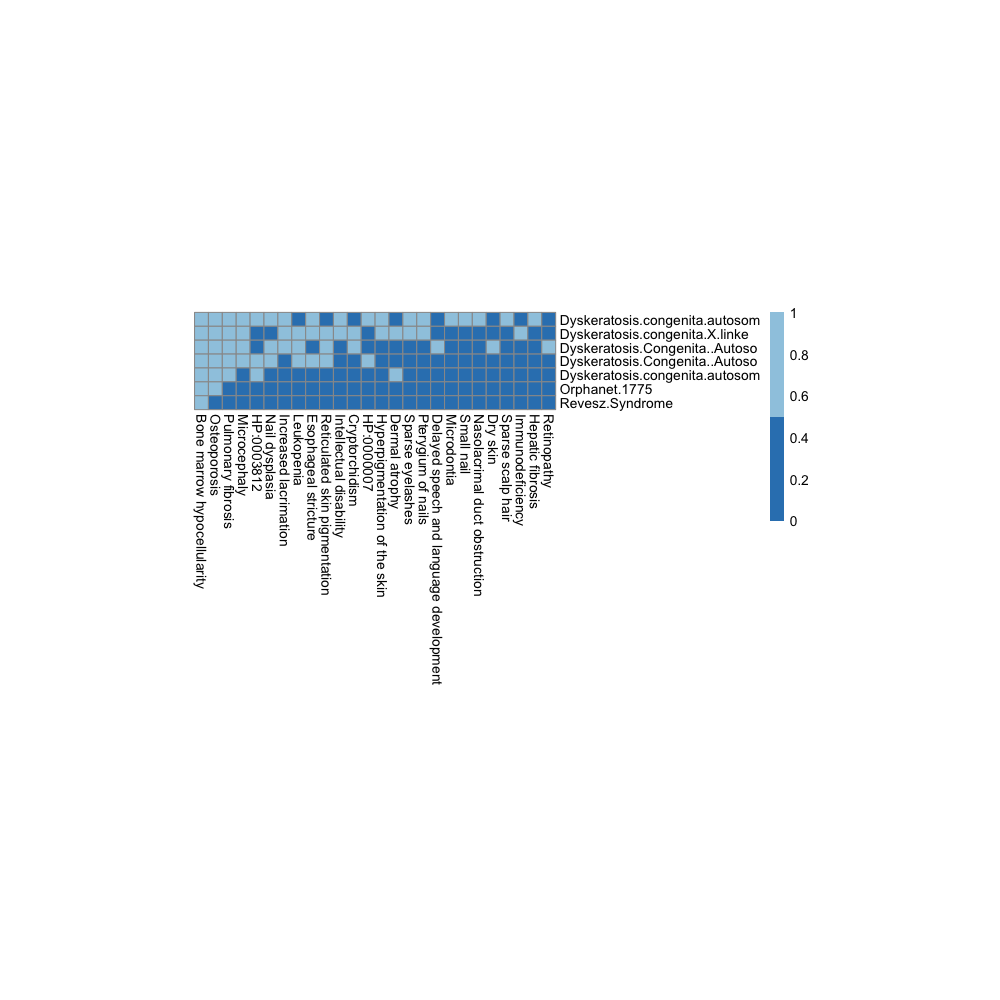 Dyskeratosis.congenita.autosom
Dyskeratosis.congenita.X.linke
Dyskeratosis.Congenita..Autoso
Dyskeratosis.Congenita..Autoso
Dyskeratosis.congenita.autosom
Orphanet.1775
Revesz.Syndrome
1
0.8
0.6
0.4
0.2
0
Bone marrow hypocellularity
Osteoporosis
Pulmonary fibrosis
Microcephaly
HP:0003812
Nail dysplasia
Increased lacrimation
Leukopenia
Esophageal stricture
Reticulated skin pigmentation
Intellectual disability
Cryptorchidism
HP:0000007
Hyperpigmentation of the skin
Dermal atrophy
Sparse eyelashes
Pterygium of nails
Delayed speech and language development
Microdontia
Small nail
Nasolacrimal duct obstruction
Dry skin
Sparse scalp hair
Immunodeficiency
Hepatic fibrosis
Retinopathy